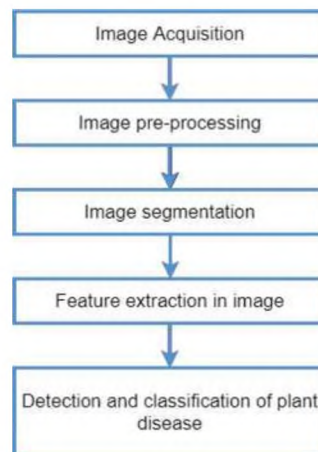 Image Acquisition
Image pre-processing
Image segmentation
Feature extraction in image
Detection and classification of plant
disease